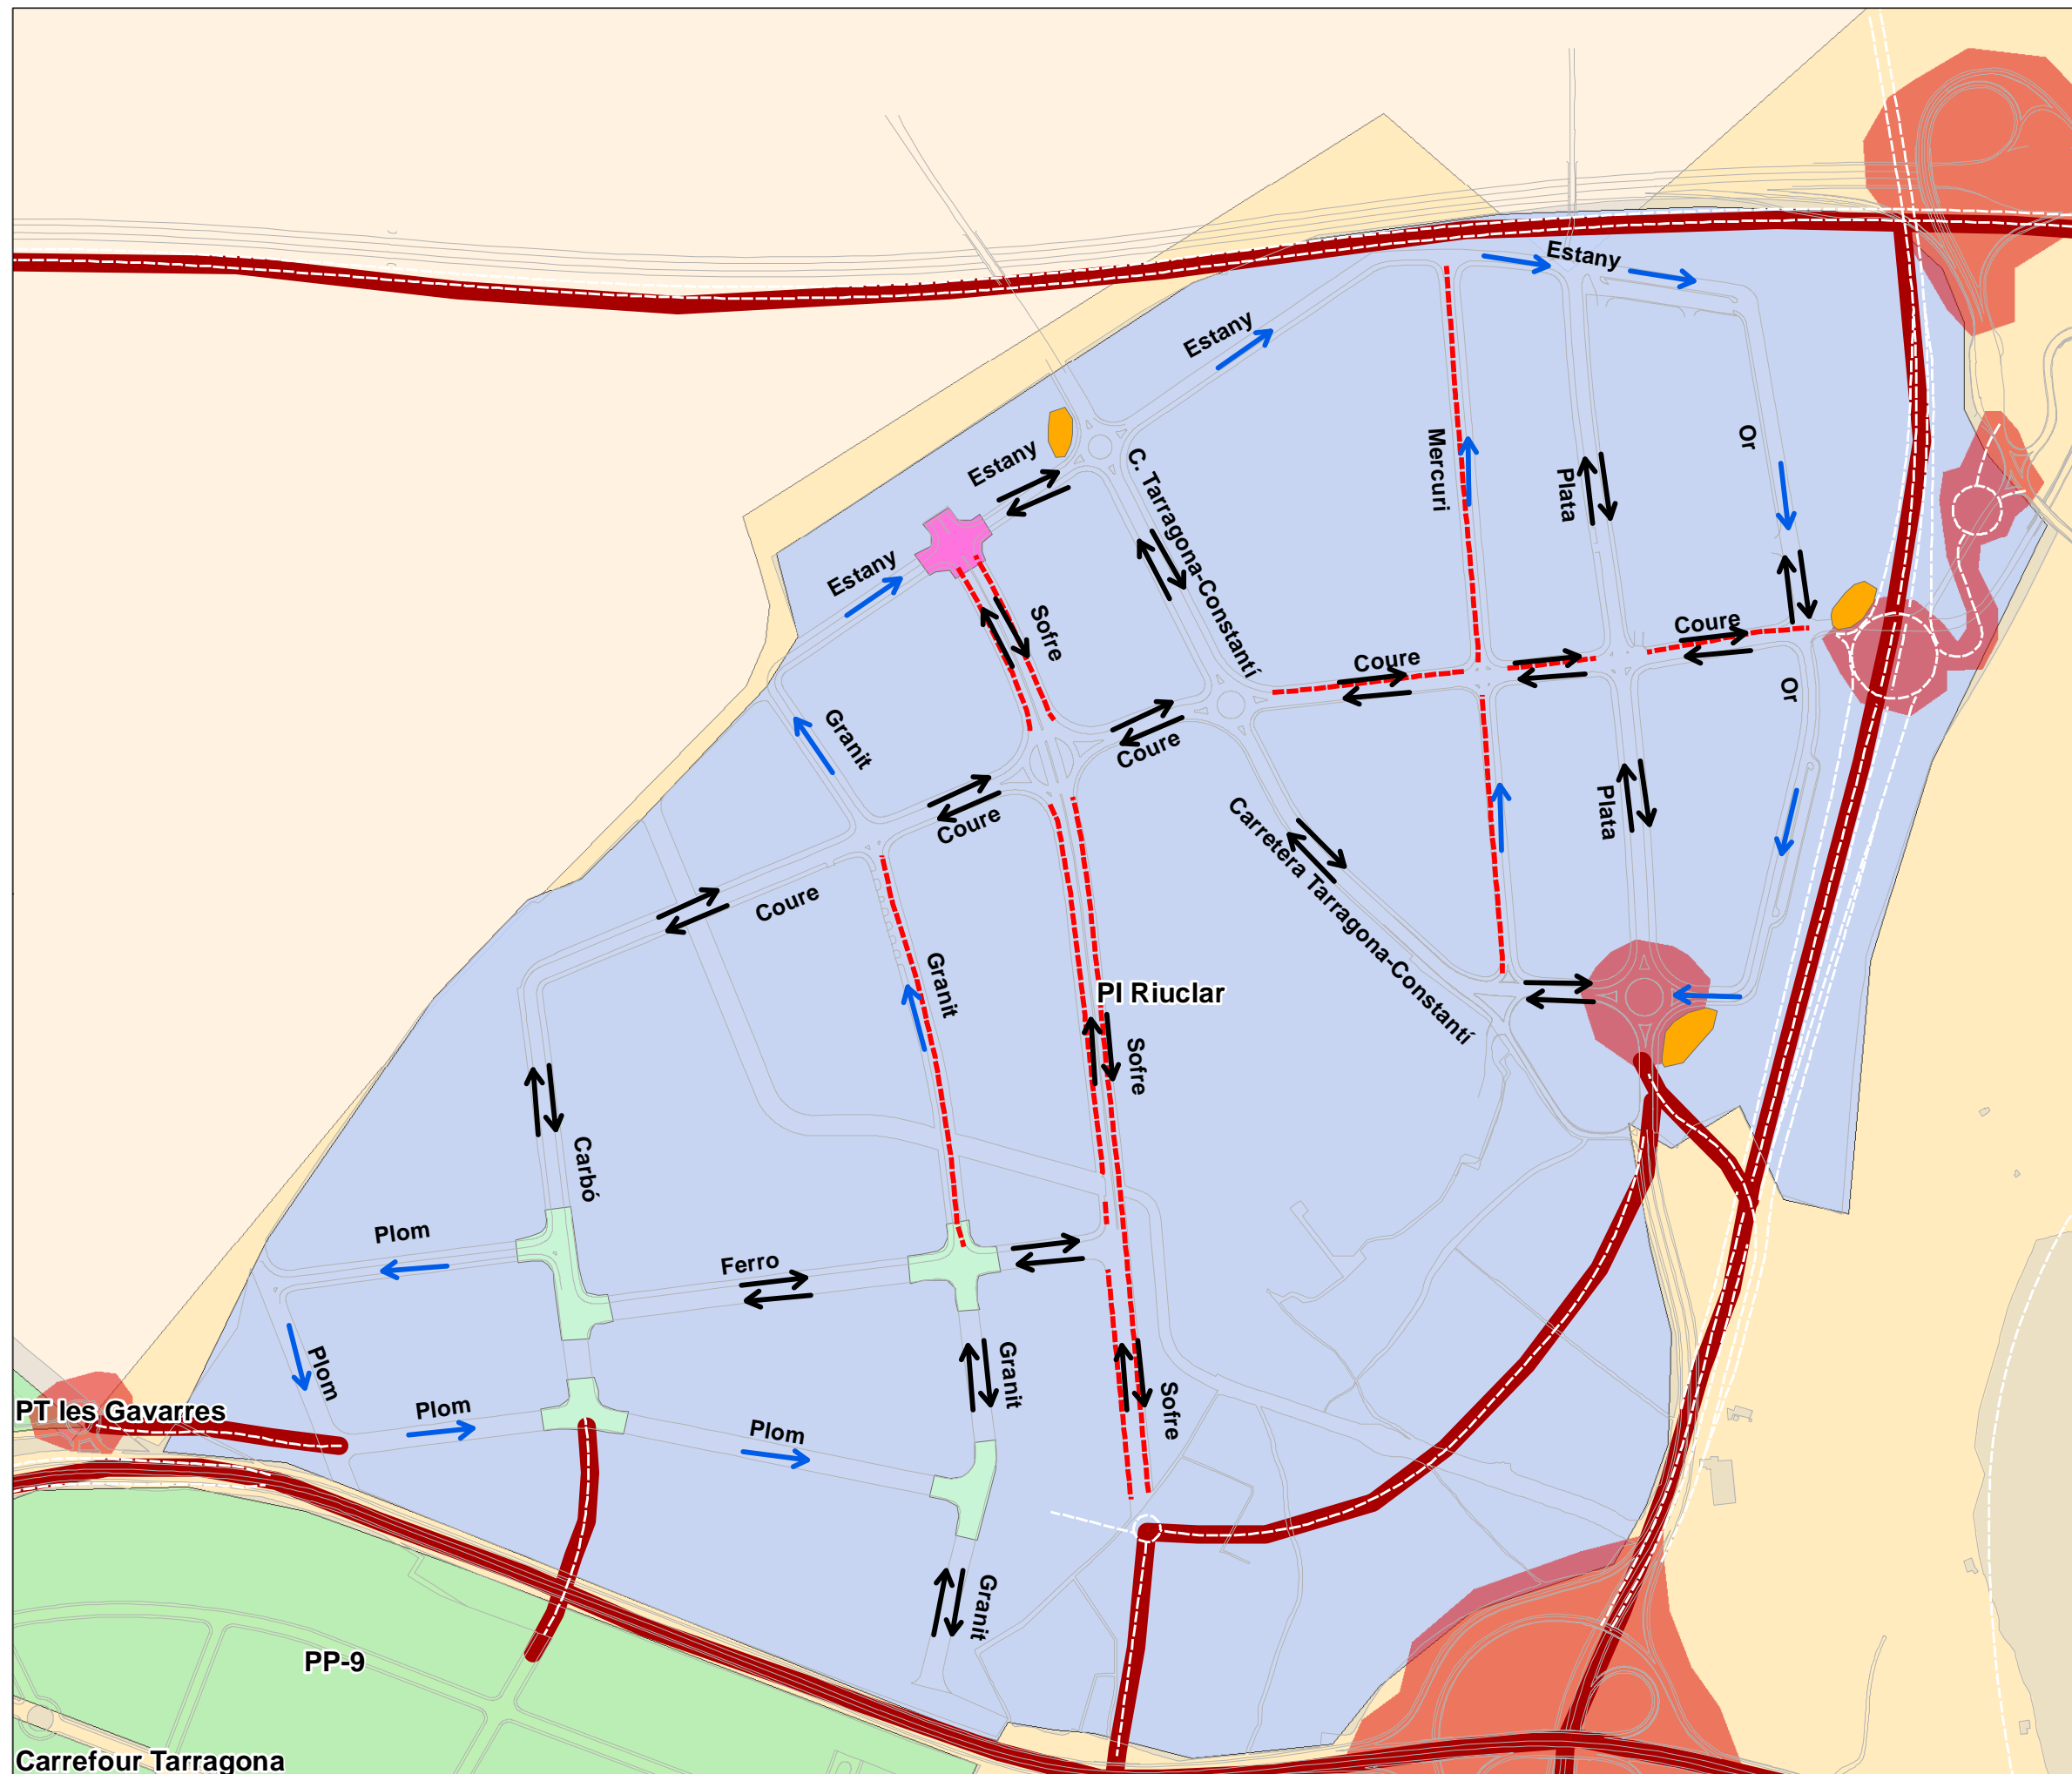 Estany
Estany
Estany
Estany
Or
Mercuri
Plata
C. Tarragona-Constantí
Sofre
Coure
Coure
Or
Granit
Coure
Coure
Plata
Carretera Tarragona-Constantí
Coure
Granit
PI Riuclar
Sofre
Carbó
Plom
Ferro
Plom
Granit
Sofre
PT les Gavarres
Plom
Plom
Granit
PP-9
Carrefour Tarragona